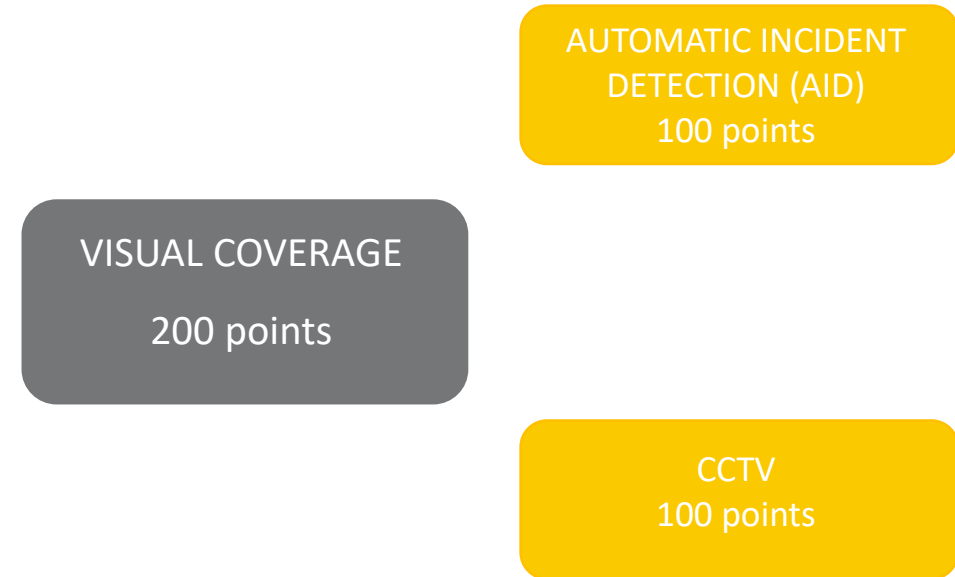 AUTOMATIC INCIDENT
DETECTION (AID)
100 points
VISUAL COVERAGE
200 points
CCTV
100 points